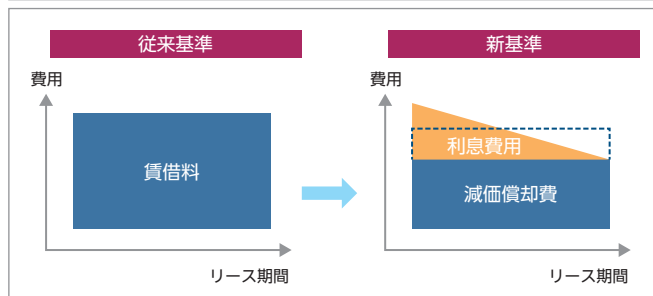 従来基準
新基準
費用
賃借料
リース期間
費用
利息費用
減価償却費
リース期間